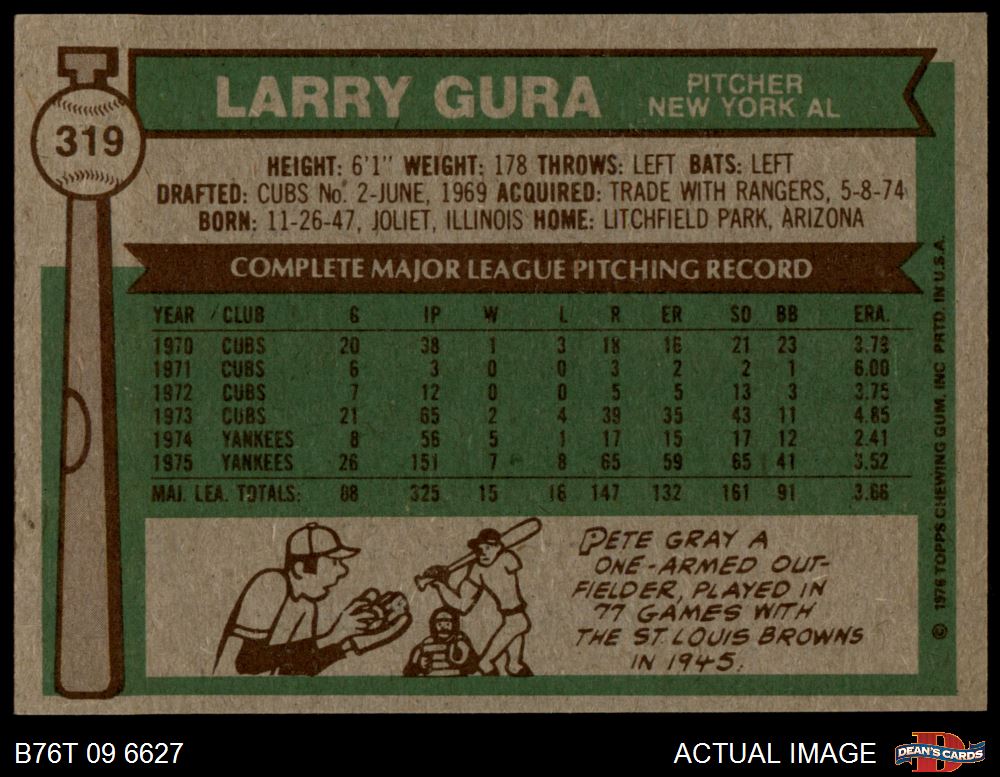 319
LARRY GURA
PITCHER
NEW YORK AL
HEIGHT: 6'1" WEIGHT: 178 THROWS: LEFT BATS: LEFT
DRAFTED: CUBS No. 2-JUNE, 1969 ACQUIRED: TRADE WITH RANGERS, 5-8-74
BORN: 11-26-47, JOLIET, ILLINOIS HOME: LITCHFIELD PARK, ARIZONA
COMPLETE MAJOR LEAGUE PITCHING RECORD
YEAR CLUB G IP W L R ER SO BB ERA.
1970 CUBS 20 38 1 3 18 16 21 23 3.79
1971 CUBS 6 3 0 0 3 2 2 1 6.00
1972 CUBS 7 12 0 0 5 5 13 3 3.75
1973 CUBS 21 65 2 4 39 35 43 11 4.85
1974 YANKEES 8 56 5 1 17 15 17 12 2.41
1975 YANKEES 26 151 7 8 65 59 65 41 3.52
MAJ. LEA. TOTALS: 88 325 15 16 147 132 161 91 3.66
PETE GRAY A
ONE-ARMED OUT-
FIELDER, PLAYED IN
77 GAMES WITH
THE ST. LOUIS BROWNS
IN 1945.
© 1976 TOPPS CHEWING GUM, INC PRTD. IN U.S.A.
B76T 09 6627
ACTUAL IMAGE
DEAN'S CARDS